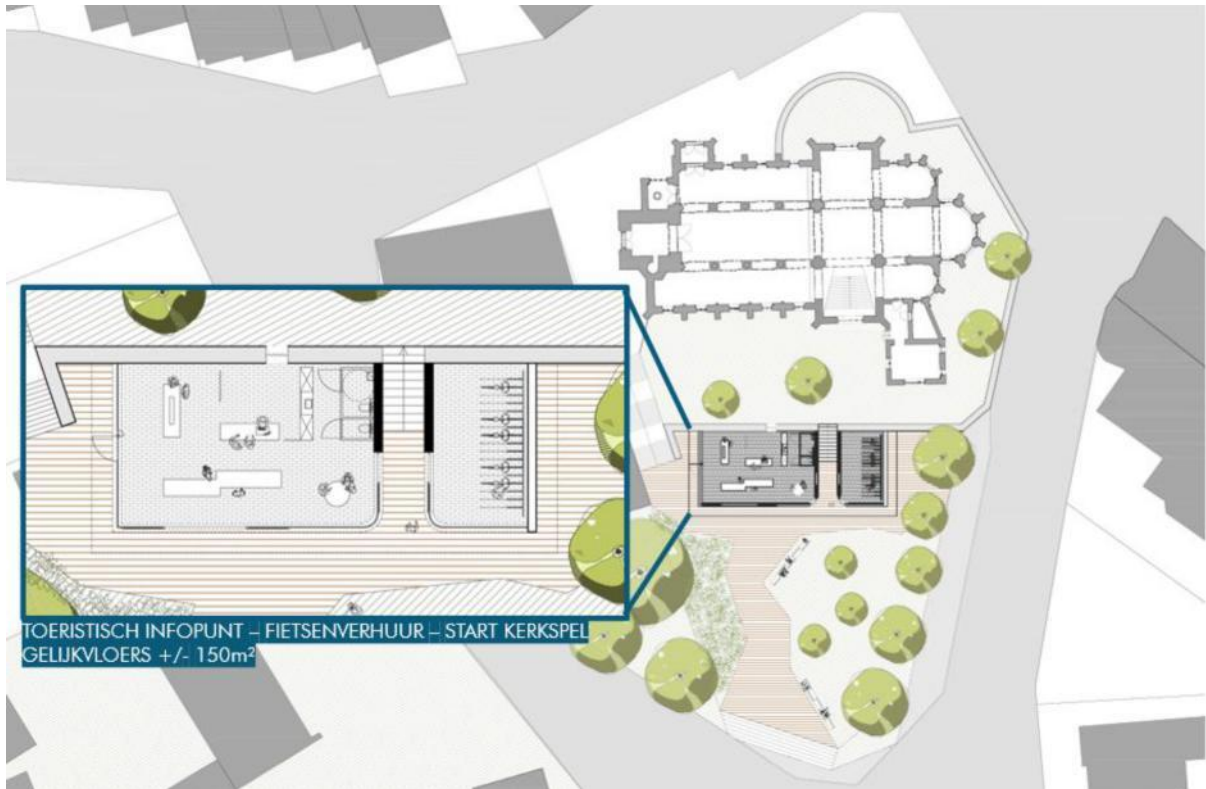 TOERISTISCH INFOPUNT – FIETSENVERHUUR – START KERKSPEL
GELIJKVLOERS +/- 150m²